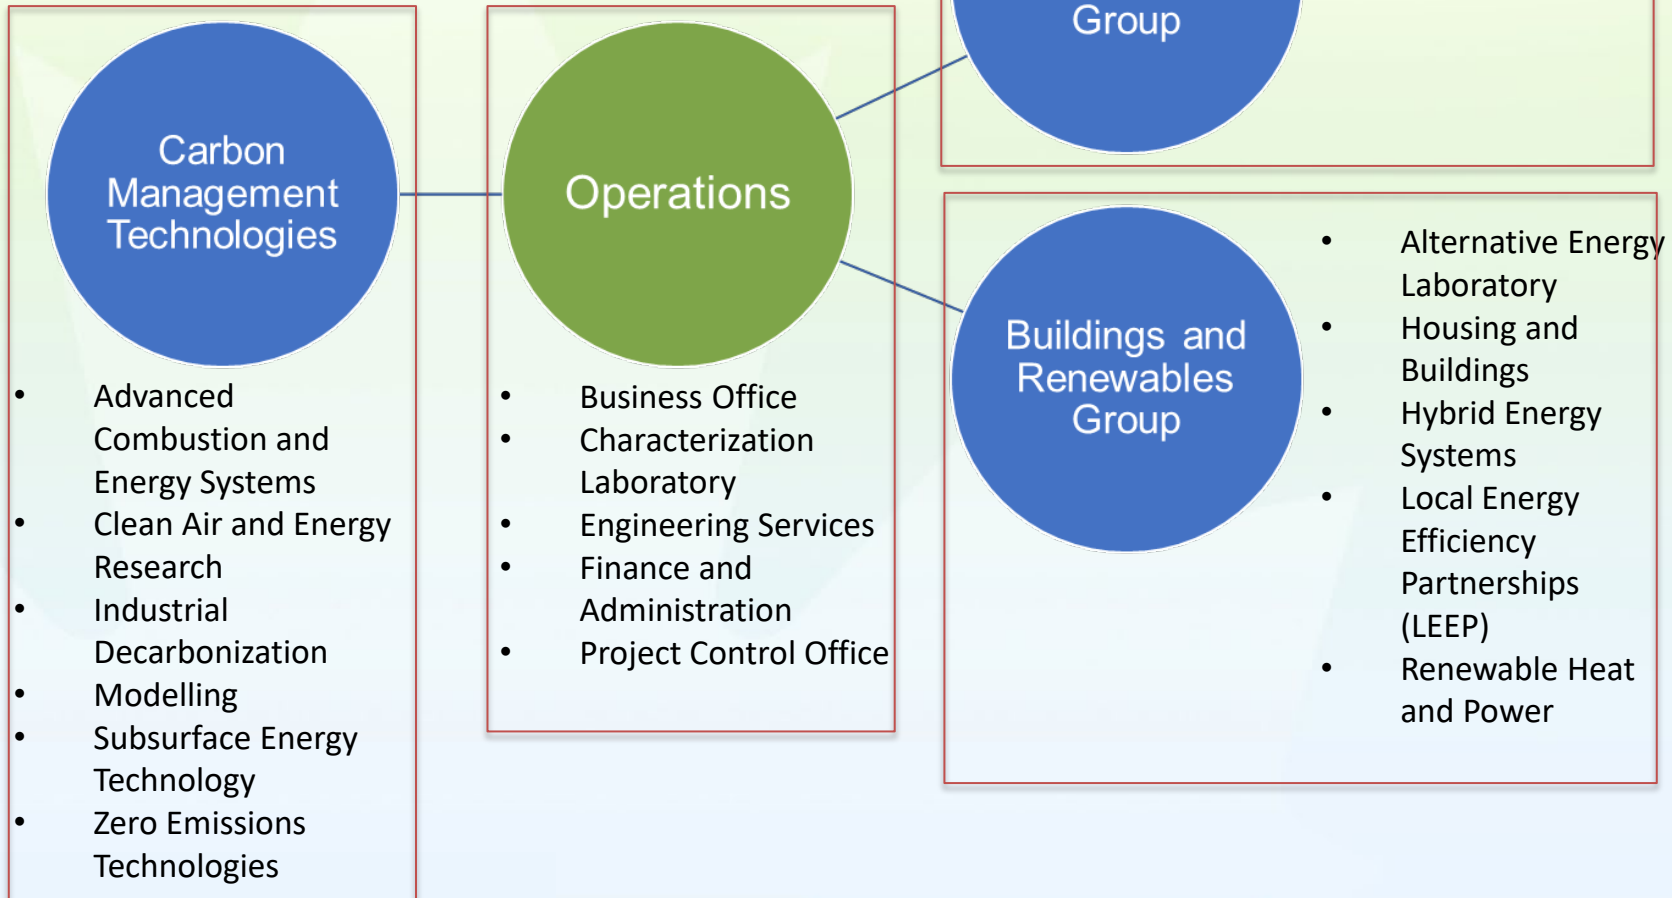 Group
Carbon
Management
Technologies
• Advanced
Combustion and
Energy Systems
• Clean Air and Energy
Research
• Industrial
Decarbonization
• Modelling
• Subsurface Energy
Technology
• Zero Emissions
Technologies
Operations
• Business Office
• Characterization
Laboratory
• Engineering Services
• Finance and
Administration
• Project Control Office
Buildings and
Renewables
Group
• Alternative Energy
Laboratory
• Housing and
Buildings
• Hybrid Energy
Systems
• Local Energy
Efficiency
Partnerships
(LEEP)
• Renewable Heat
and Power